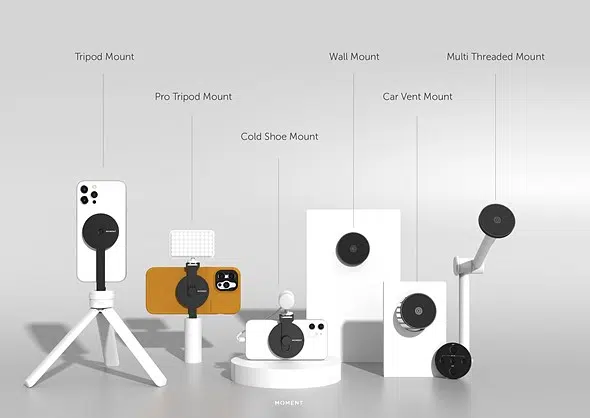 Tripod Mount
Wall Mount
Multi Threaded Mount
Pro Tripod Mount
Car Vent Mount
Cold Shoe Mount
MOMENT